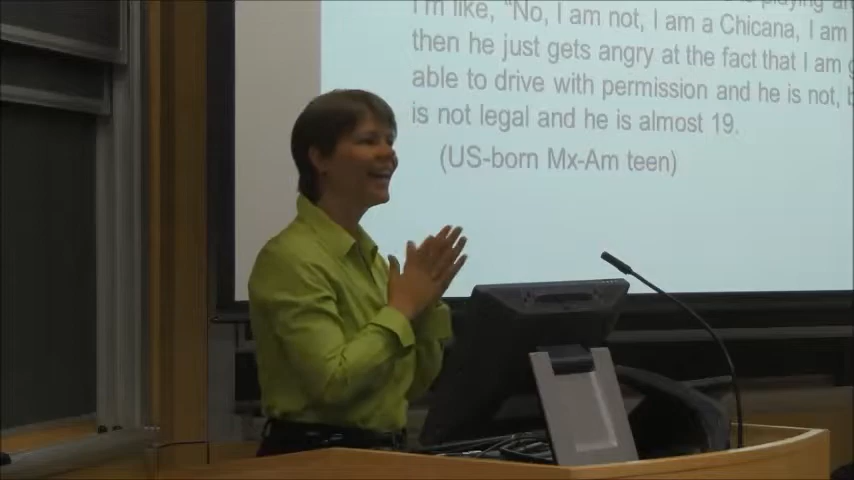 playing
I'm like, "No, I am not, I am a Chicana, I am
then he just gets angry at the fact that I am
able to drive with permission and he is not,
is not legal and he is almost 19.
(US-born Mx-Am teen)